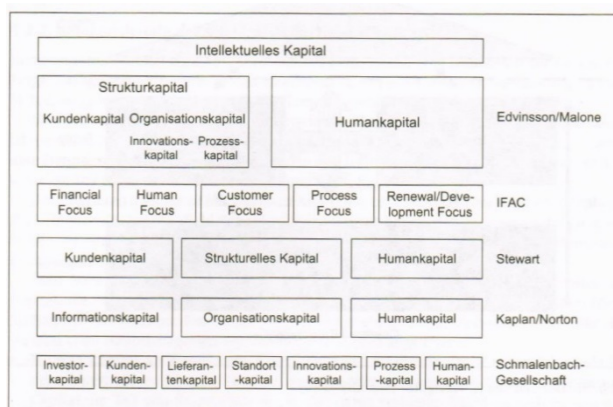 Intellektuelles Kapital
Strukturkapital
Kundenkapital Organisationskapital
Innovations- Prozess-
kapital kapital
Humankapital
Edvinsson/Malone
Financial Human Customer Process Renewal/Deve-
Focus Focus Focus Focus lopment Focus
IFAC
Kundenkapital Strukturelles Kapital Humankapital Stewart
Informationskapital Organisationskapital Humankapital Kaplan/Norton
Investor- Kunden- Lieferan- Standort Innovations- Prozess Human- Schmalenbach-
kapital kapital tenkapital -kapital kapital -kapital kapital Gesellschaft